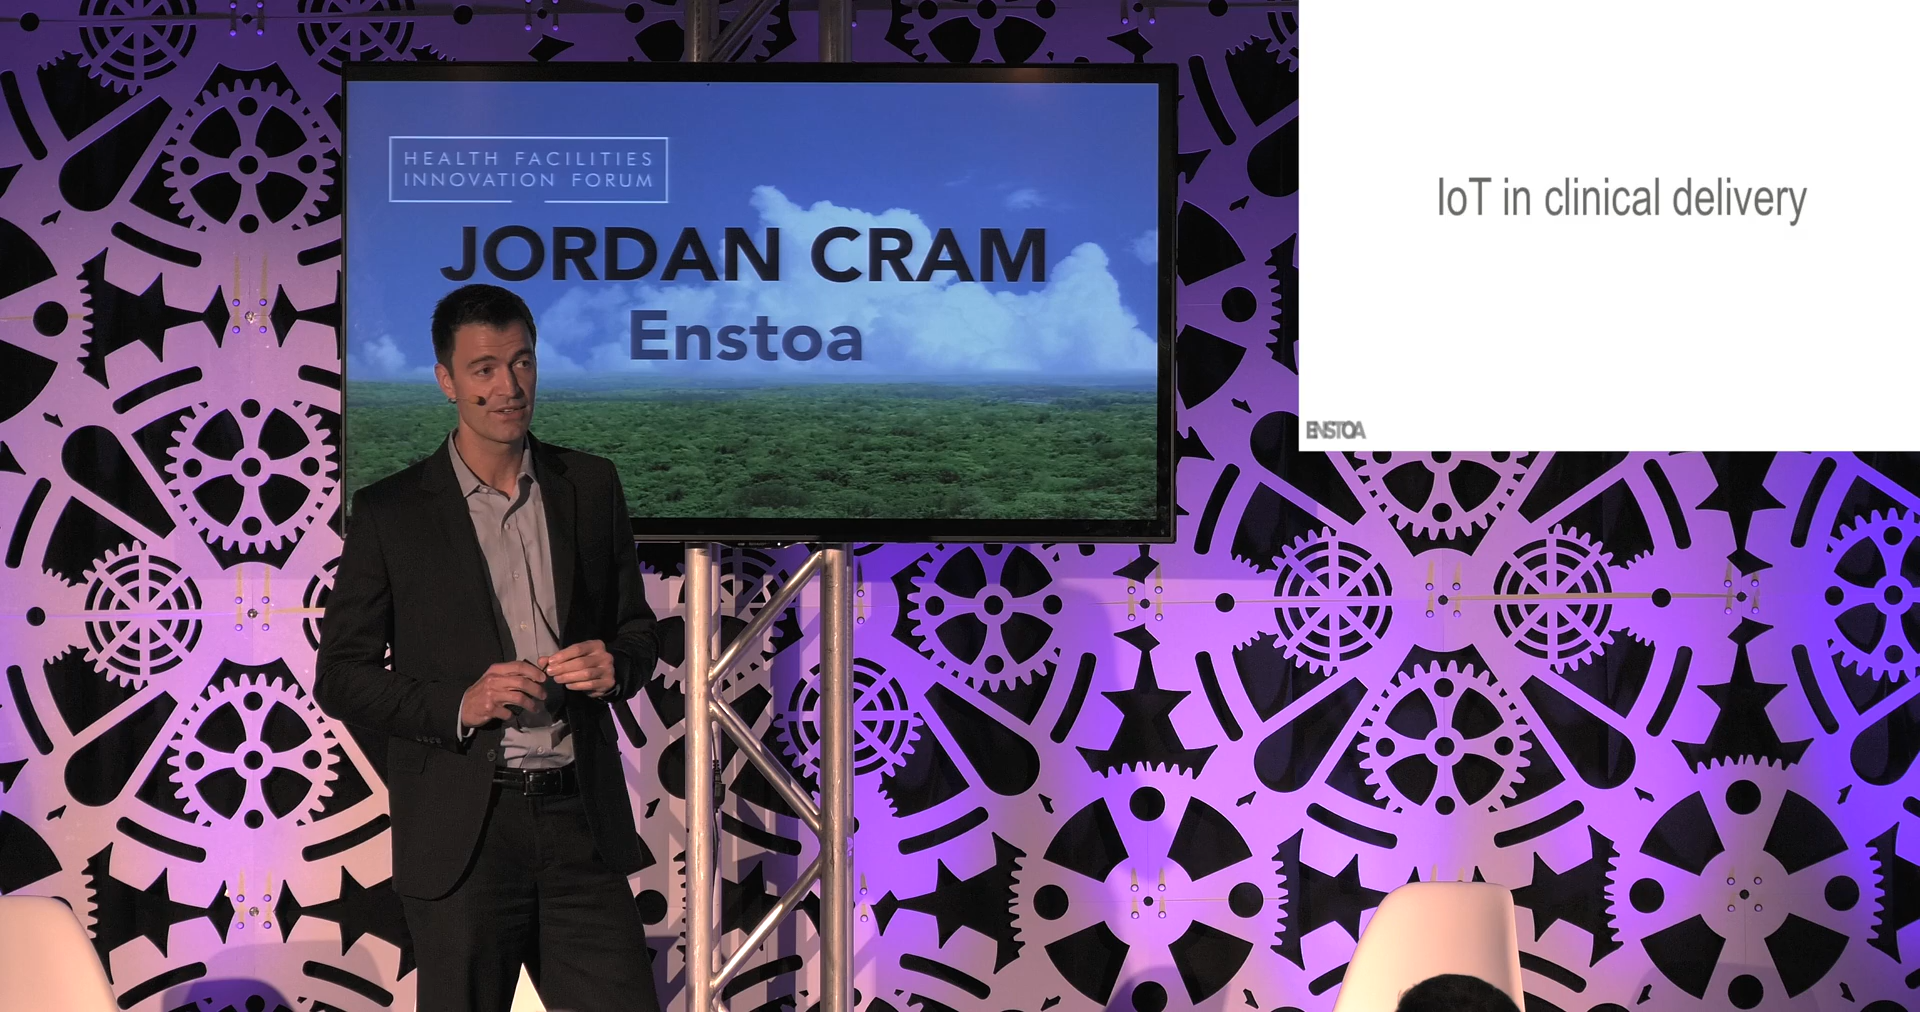 HEALTH FACILITIES
INNOVATION FORUM
JORDAN CRAM
Enstoa
IoT in clinical delivery
ENSTOA